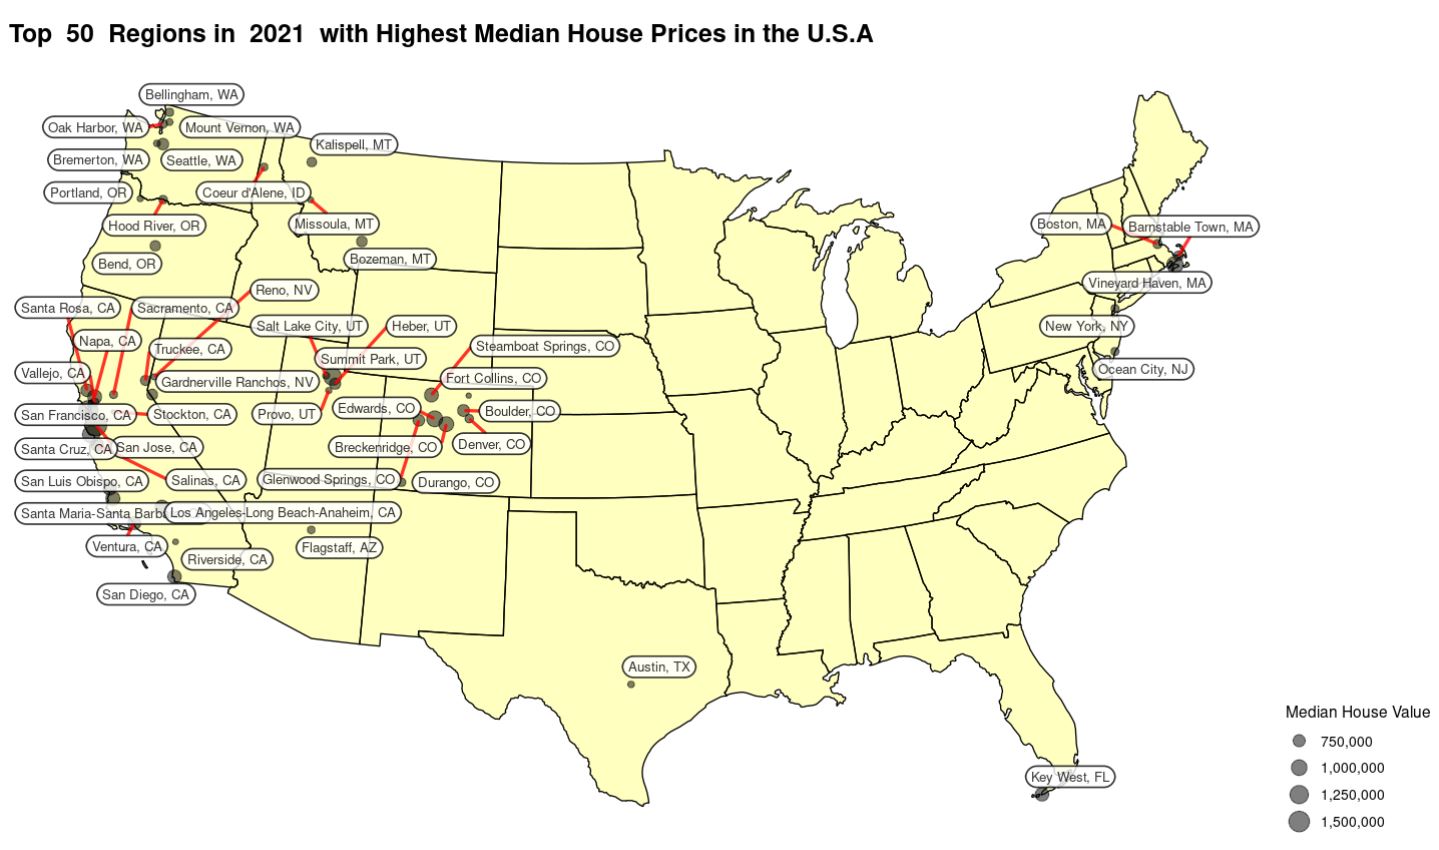 Top 50 Regions in 2021 with Highest Median House Prices in the U.S.A
Bellingham, WA
Oak Harbor, WA
Mount Vernon, WA
Kalispell, MT
Bremerton, WA
Seattle, WA
Portland, OR
Coeur d'Alene, ID
Hood River, OR
Missoula, MT
Boston, MA
Barnstable Town, MA
Bend, OR
Bozeman, MT
Vineyard Haven, MA
Reno, NV
Santa Rosa, CA
Sacramento, CA
Salt Lake City, UT
Heber, UT
New York, NY
Napa, CA
Truckee, CA
Summit Park, UT
Steamboat Springs, CO
Vallejo, CA
Gardnerville Ranchos, NV
Fort Collins, CO
Ocean City, NJ
San Francisco, CA
Stockton, CA
Provo, UT
Edwards, CO
Boulder, CO
Santa Cruz, CA
San Jose, CA
Breckenridge, CO
Denver, CO
San Luis Obispo, CA
Salinas, CA
Glenwood Springs, CO
Durango, CO
Santa Maria-Santa Barb
Los Angeles-Long Beach-Anaheim, CA
Ventura, CA
Riverside, CA
Flagstaff, AZ
San Diego, CA
Austin, TX
Key West, FL
Median House Value
750,000
1,000,000
1,250,000
1,500,000